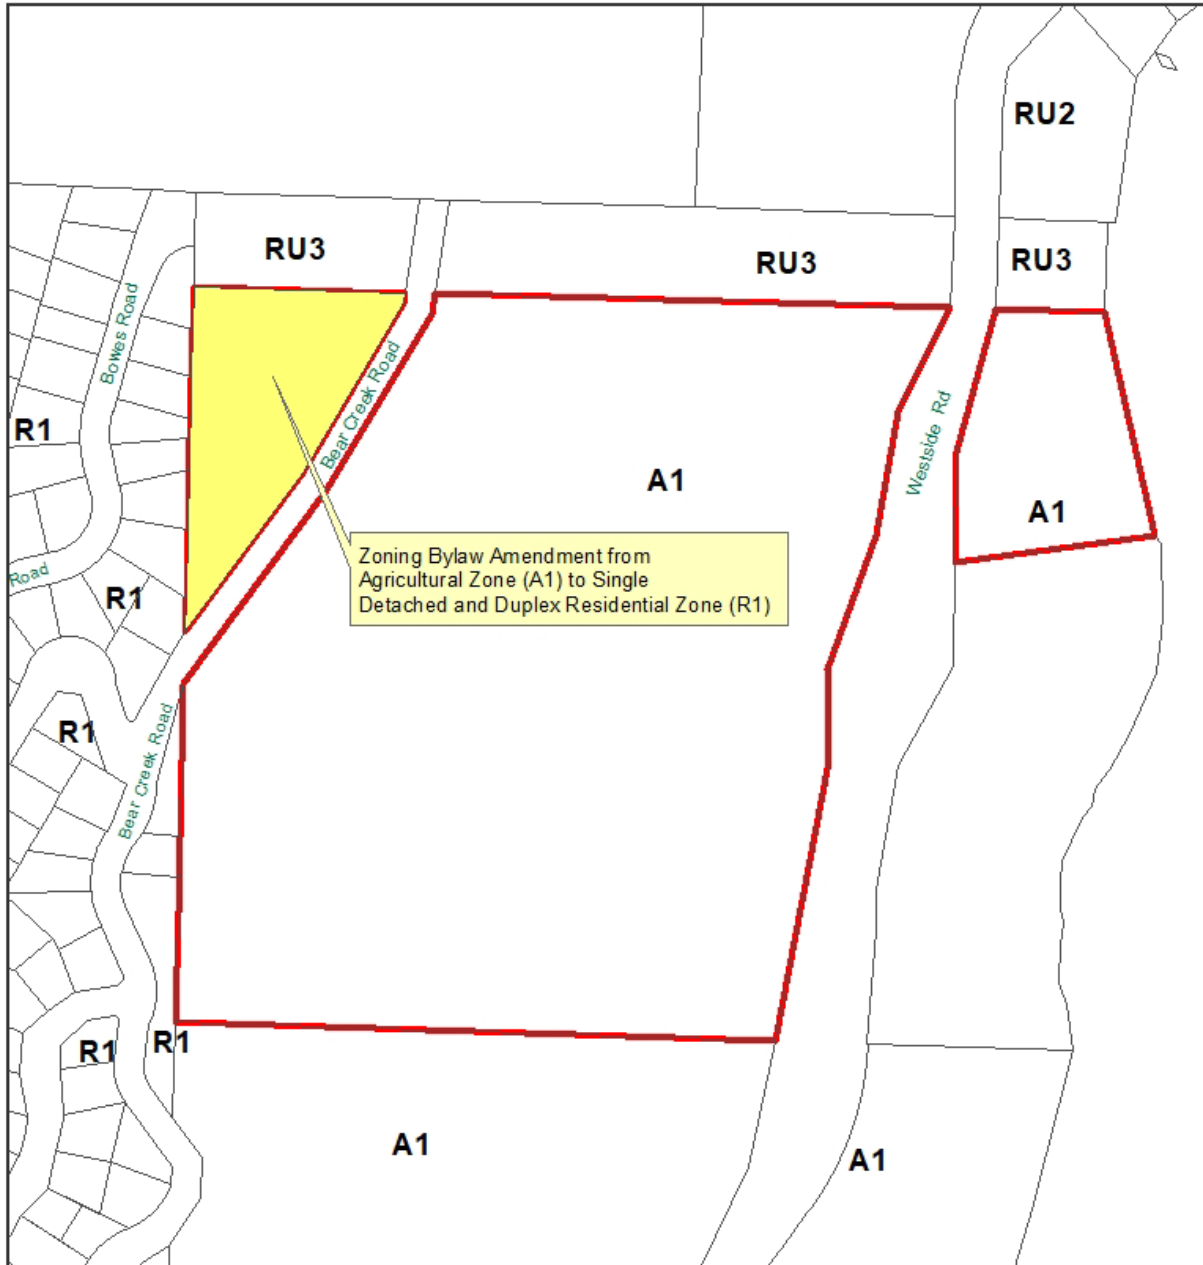 RU2
RU3
RU3
RU3
Bowes Road
Bear Creek Road
Westside Rd
R1
A1
A1
Zoning Bylaw Amendment from
Agricultural Zone (A1) to Single
Detached and Duplex Residential Zone (R1)
Road
R1
R1
Bear Creek Road
R1
R1
A1
A1